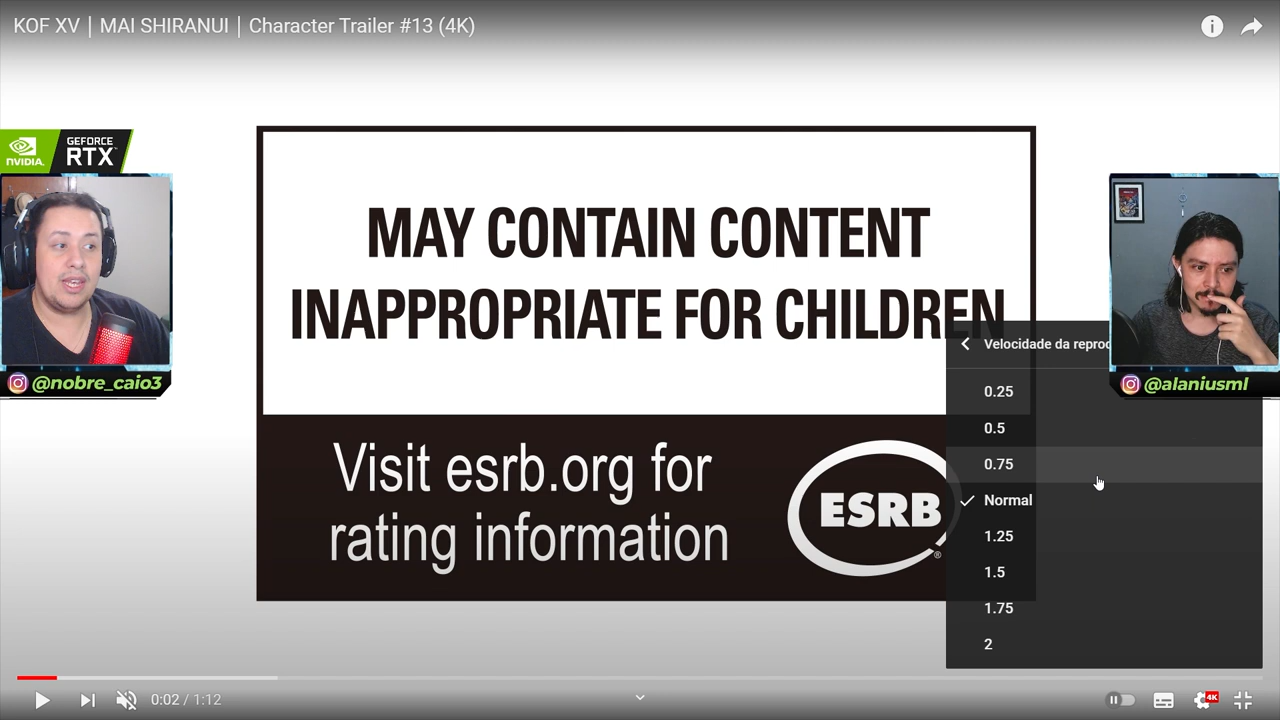 KOF XV | MAI SHIRANUI | Character Trailer #13 (4K)
NVIDIA.
GEFORCE
RTX
MAY CONTAIN CONTENT
INAPPROPRIATE FOR CHILDREN
Visit esrb.org for
rating information
ESRB
®
@nobre_caio3
@alaniusml
Velocidade da reproc
0.25
0.5
0.75
Normal
1.25
1.5
1.75
2
0:02 / 1:12
4K